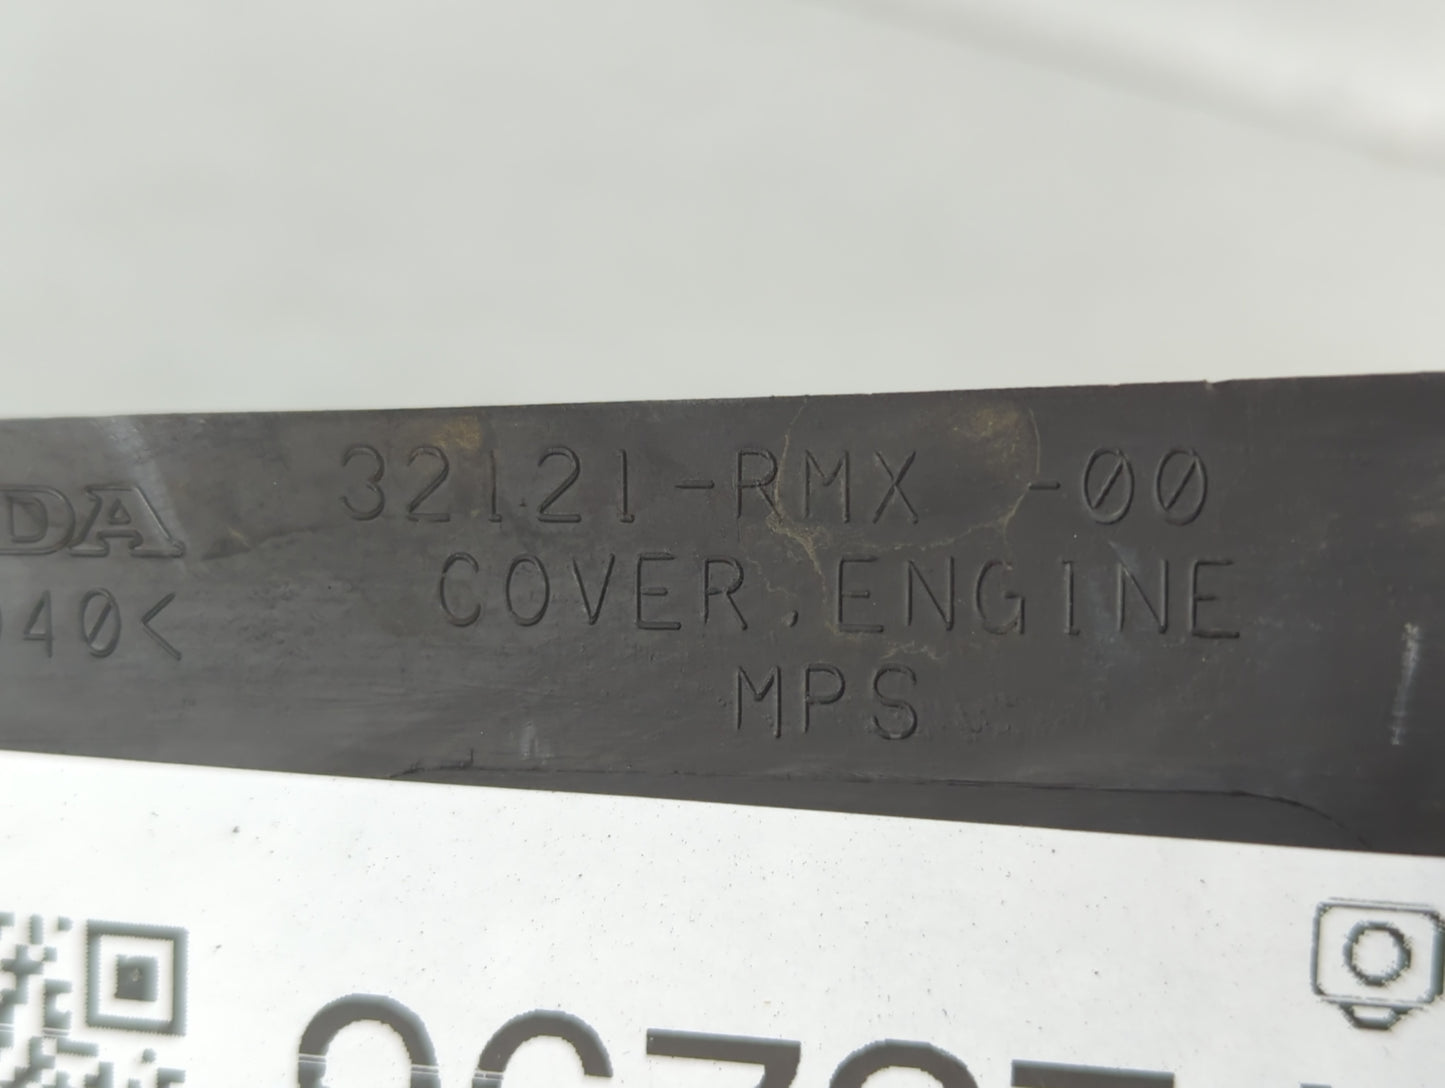 DA
32121-RMX -00
40<
COVER.ENGINE
MPS